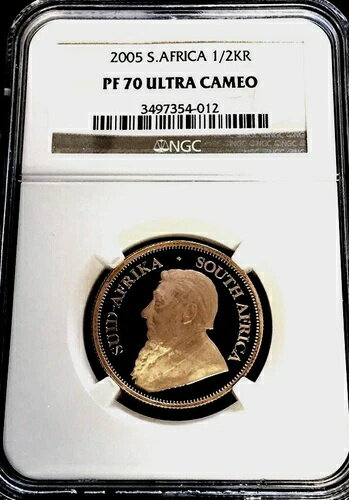 2005 S.AFRICA 1/2KR
PF 70 ULTRA CAMEO
3497354-012
NGC
SUID-AFRIKA • SOUTH AFRICA